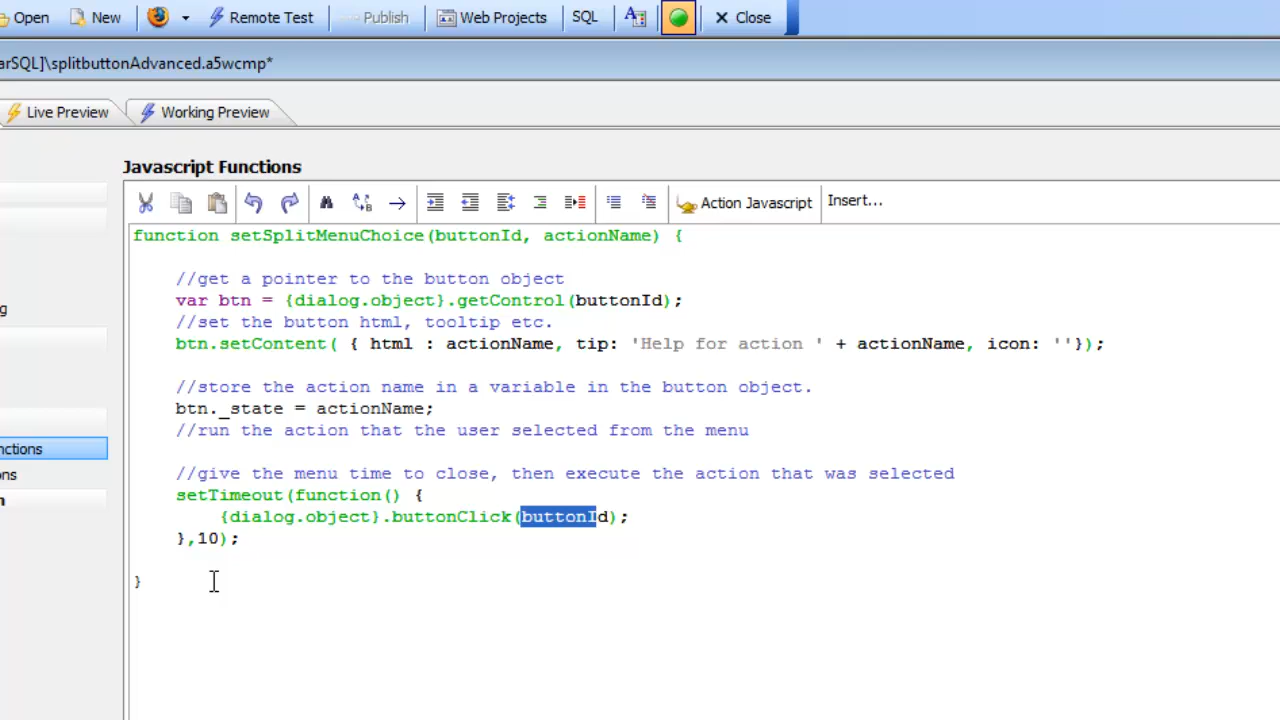 Open New Remote Test Publish Web Projects SQL Close
arSQL]\splitbuttonAdvanced.a5wcmp*
Live Preview Working Preview
Javascript Functions
Action Javascript Insert...
function setSplitMenuChoice(buttonId, actionName) {
//get a pointer to the button object
var btn = {dialog.object}.getControl(buttonId);
//set the button html, tooltip etc.
btn.setContent( { html : actionName, tip: 'Help for action ' + actionName, icon: ''});
//store the action name in a variable in the button object.
btn._state = actionName;
//run the action that the user selected from the menu
//give the menu time to close, then execute the action that was selected
setTimeout(function() {
{dialog.object}.buttonClick(buttonId);
},10);
}
g
nctions
ons
n